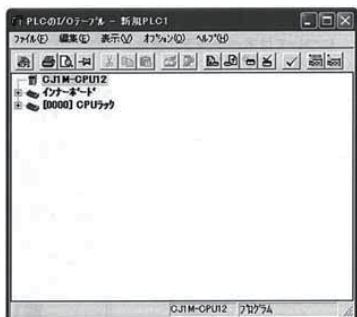 PLCのI/Oテーブル - 新規PLC1
ファイル(F) 編集(E) 表示(V) オプション(O) ヘルプ(H)
CJ1M-CPU12
インナーボード
[0000] CPUラック
CJ1M-CPU12 プログラム